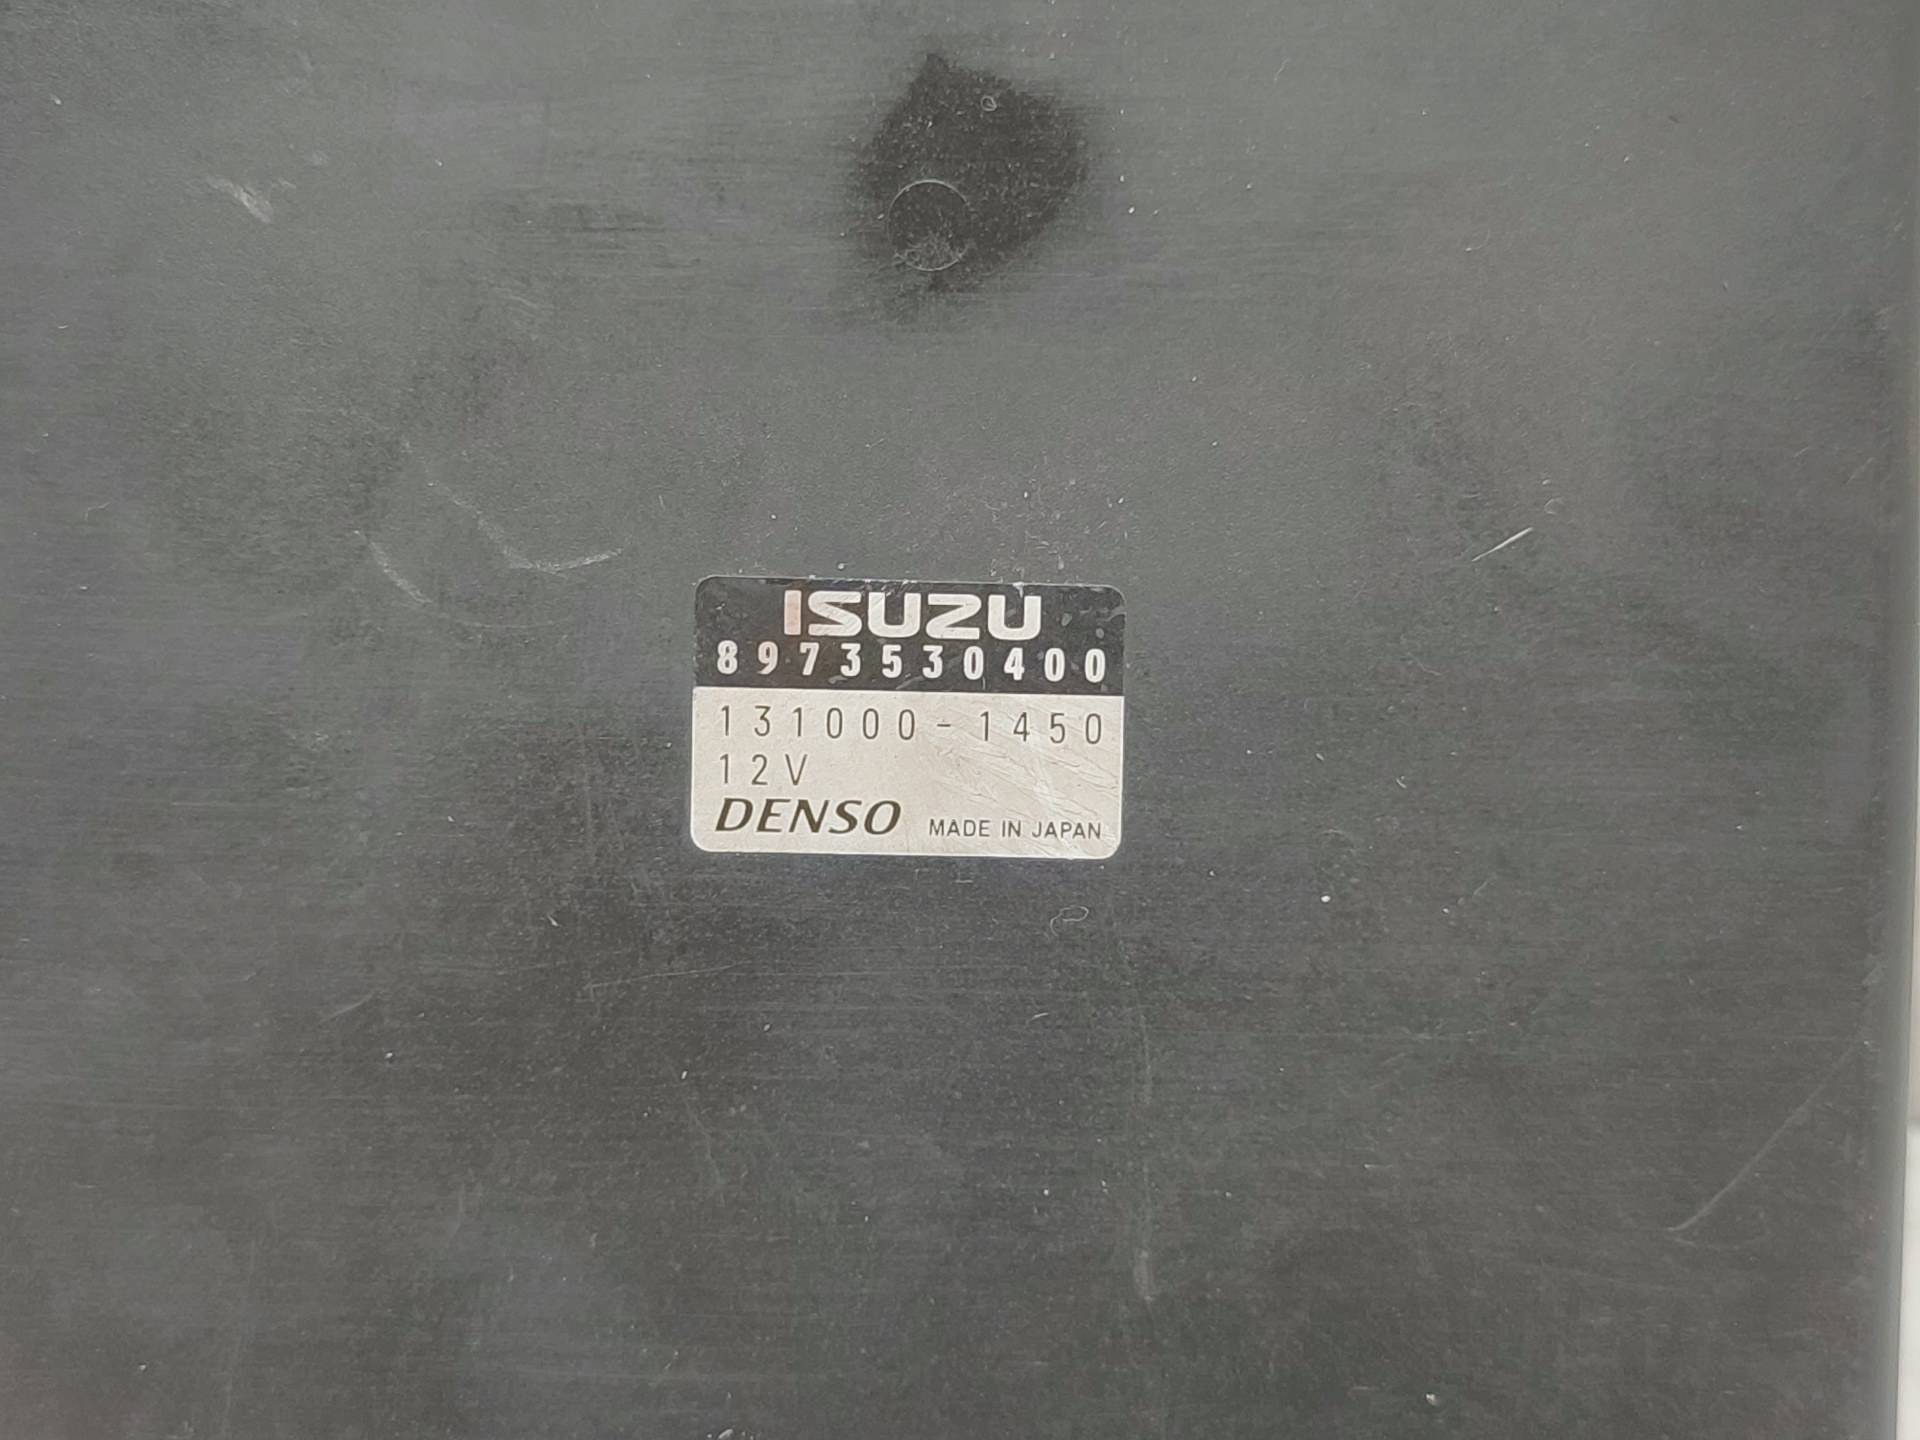 ISUZU
8973530400
131000-1450
12V
DENSO MADE IN JAPAN